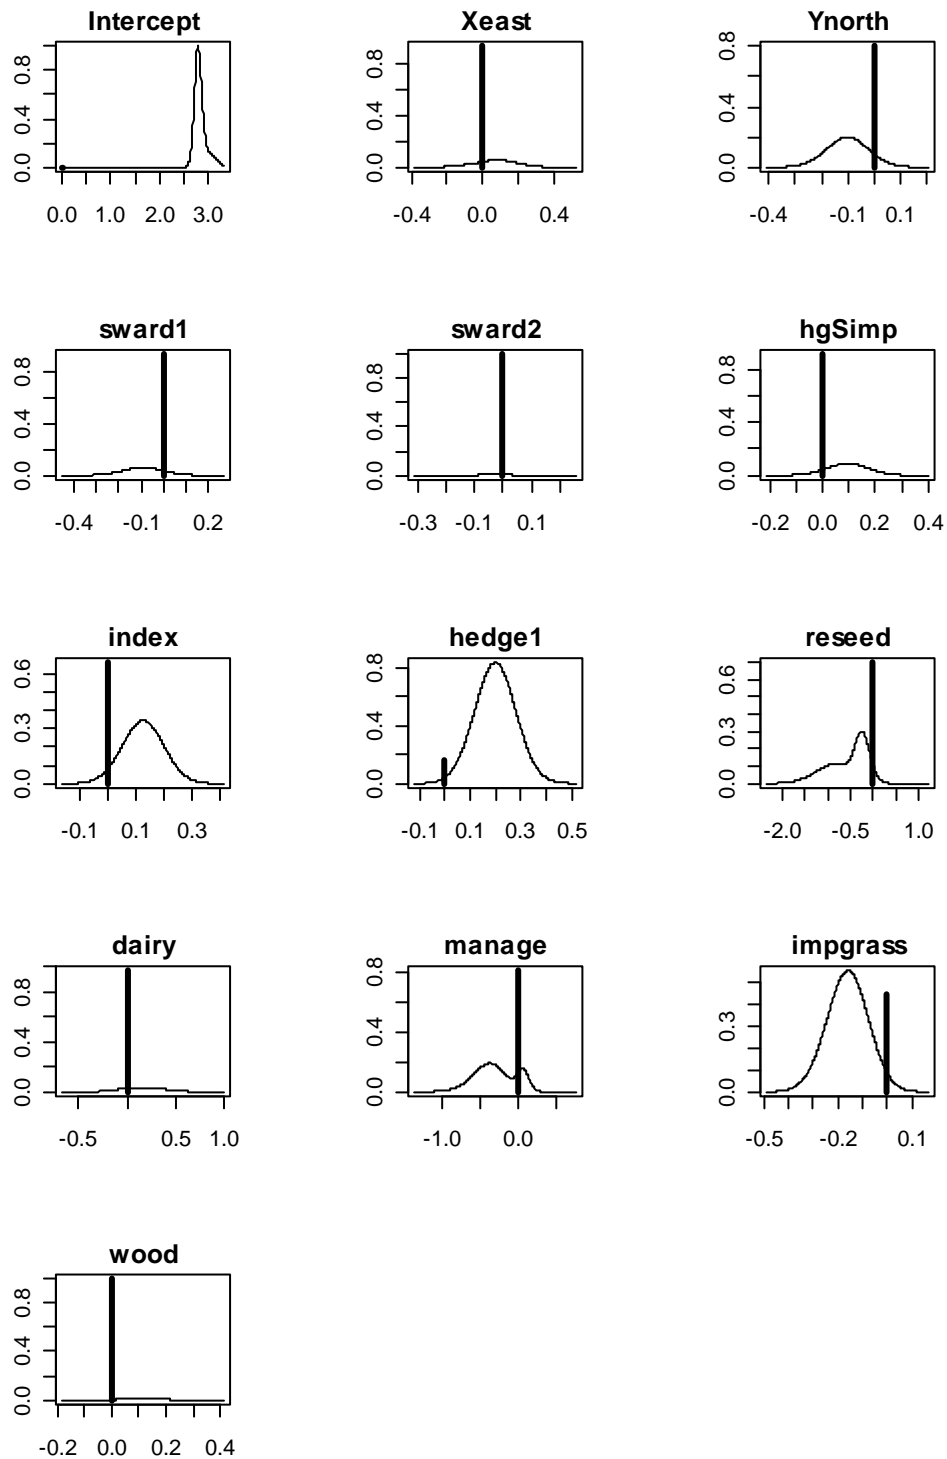 Intercept Xeast Ynorth
0.0 0.4 0.8 0.0 0.4 0.8 0.0 0.4 0.8
0.0 1.0 2.0 3.0 -0.4 0.0 0.4 -0.4 -0.1 0.1
sward1 sward2 hgSimp
0.0 0.4 0.8 0.0 0.4 0.8 0.0 0.4 0.8
-0.4 -0.1 0.2 -0.3 -0.1 0.1 -0.2 0.0 0.2 0.4
index hedge1 reseed
0.0 0.3 0.6 0.0 0.4 0.8 0.0 0.3 0.6
-0.1 0.1 0.3 -0.1 0.1 0.3 0.5 -2.0 -0.5 1.0
dairy manage impgrass
0.0 0.4 0.8 0.0 0.4 0.8 0.0 0.3
-0.5 0.5 1.0 -1.0 0.0 -0.5 -0.2 0.1
wood
0.0 0.4 0.8
-0.2 0.0 0.2 0.4